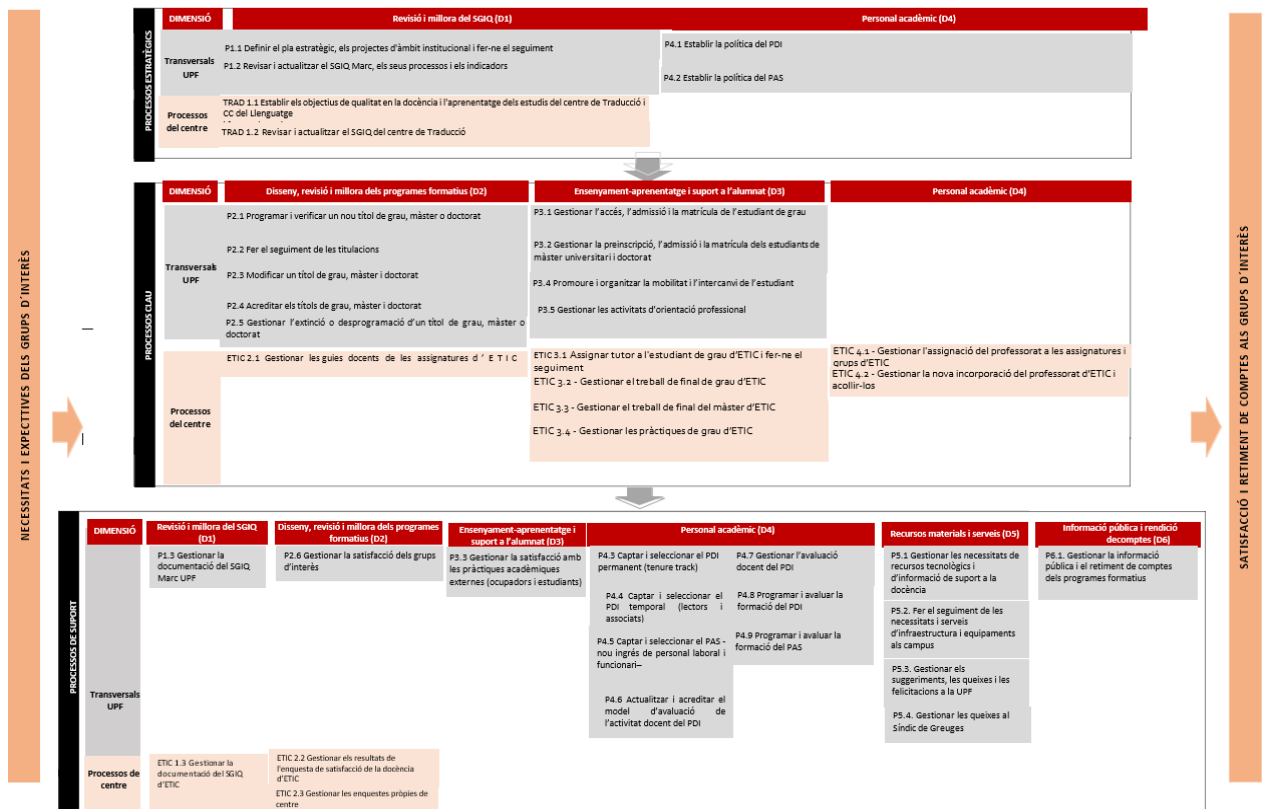 NECESSITATS I EXPECTTIVES DELS GRUPS D´INTERÈS
PROCESSOS ESTRATÈGICS
DIMENSIÓ
Revisió i millora del SGIQ (D1)
Personal acadèmic (D4)
Transversals
UPF
P1.1 Definir el pla estratègic, els projectes d'àmbit institucional i fer-ne el seguiment
P1.2 Revisar i actualitzar el SGIQ Marc, els seus processos i els indicadors
P4.1 Establir la política del PDI
P4.2 Establir la política del PAS
Processos
del centre
TRAD 1.1 Establir els objectius de qualitat en la docència i l'aprenentatge dels estudis del centre de Traducció i
CC del Llenguatge
TRAD 1.2 Revisar i actualitzar el SGIQ del centre de Traducció
PROCESSOS CLAU
DIMENSIÓ
Disseny, revisió i millora dels programes formatius (D2)
Ensenyament-aprenentatge i suport a l'alumnat (D3)
Personal acadèmic (D4)
Transversals
UPF
P2.1 Programar i verificar un nou títol de grau, màster o doctorat
P2.2 Fer el seguiment de les titulacions
P2.3 Modificar un títol de grau, màster i doctorat
P2.4 Acreditar els títols de grau, màster i doctorat
P2.5 Gestionar l'extinció o desprogramació d'un títol de grau, màster o
doctorat
P3.1 Gestionar l'accés, l'admissió i la matrícula de l'estudiant de grau
P3.2 Gestionar la preinscripció, l'admissió i la matrícula dels estudiants de
màster universitari i doctorat
P3.4 Promoure i organitzar la mobilitat i l'intercanvi de l'estudiant
P3.5 Gestionar les activitats d'orientació professional
Processos
del centre
ETIC 2.1 Gestionar les guies docents de les assignatures d ' E T I C
ETIC 3.1 Assignar tutor a l'estudiant de grau d'ETIC i fer-ne el
seguiment
ETIC 3.2 - Gestionar el treball de final de grau d'ETIC
ETIC 3.3 - Gestionar el treball de final del màster d'ETIC
ETIC 3.4 - Gestionar les pràctiques de grau d'ETIC
ETIC 4.1 - Gestionar l'assignació del professorat a les assignatures i
grups d'ETIC
ETIC 4.2 - Gestionar la nova incorporació del professorat d'ETIC i
acollir-los
PROCESSOS DE SUPORT
DIMENSIÓ
Revisió i millora del SGIQ
(D1)
Disseny, revisió i millora dels programes
formatius (D2)
Ensenyament-aprenentatge i
suport a l'alumnat (D3)
Personal acadèmic (D4)
Recursos materials i serveis (D5)
Informació pública i rendició
decomptes (D6)
Transversals
UPF
P1.3 Gestionar la
documentació del SGIQ
Marc UPF
P2.6 Gestionar la satisfacció dels grups
d'interès
P3.3 Gestionar la satisfacció amb
les pràctiques acadèmiques
externes (ocupadors i estudiants)
P4.3 Captar i seleccionar el PDI
permanent (tenure track)
P4.4 Captar i seleccionar el
PDI temporal (lectors i
associats)
P4.5 Captar i seleccionar el PAS -
nou ingrés de personal laboral i
funcionari–
P4.6 Actualitzar i acreditar el
model d'avaluació de
l'activitat docent del PDI
P4.7 Gestionar l'avaluació
docent del PDI
P4.8 Programar i avaluar la
formació del PDI
P4.9 Programar i avaluar la
formació del PAS
P5.1 Gestionar les necessitats de
recursos tecnològics i
d'informació de suport a la
docència
P5.2. Fer el seguiment de les
necessitats i serveis
d'infraestructura i equipaments
als campus
P5.3. Gestionar els
suggeriments, les queixes i les
felicitacions a la UPF
P5.4. Gestionar les queixes al
Síndic de Greuges
P6.1. Gestionar la informació
pública i el retiment de comptes
dels programes formatius
Processos de
centre
ETIC 1.3 Gestionar la
documentació del SGIQ
d'ETIC
ETIC 2.2 Gestionar els resultats de
l'enquesta de satisfacció de la docència
d'ETIC
ETIC 2.3 Gestionar les enquestes pròpies de
centre
SATISFACCIÓ I RETIMENT DE COMPTES ALS GRUPS D´INTERÈS